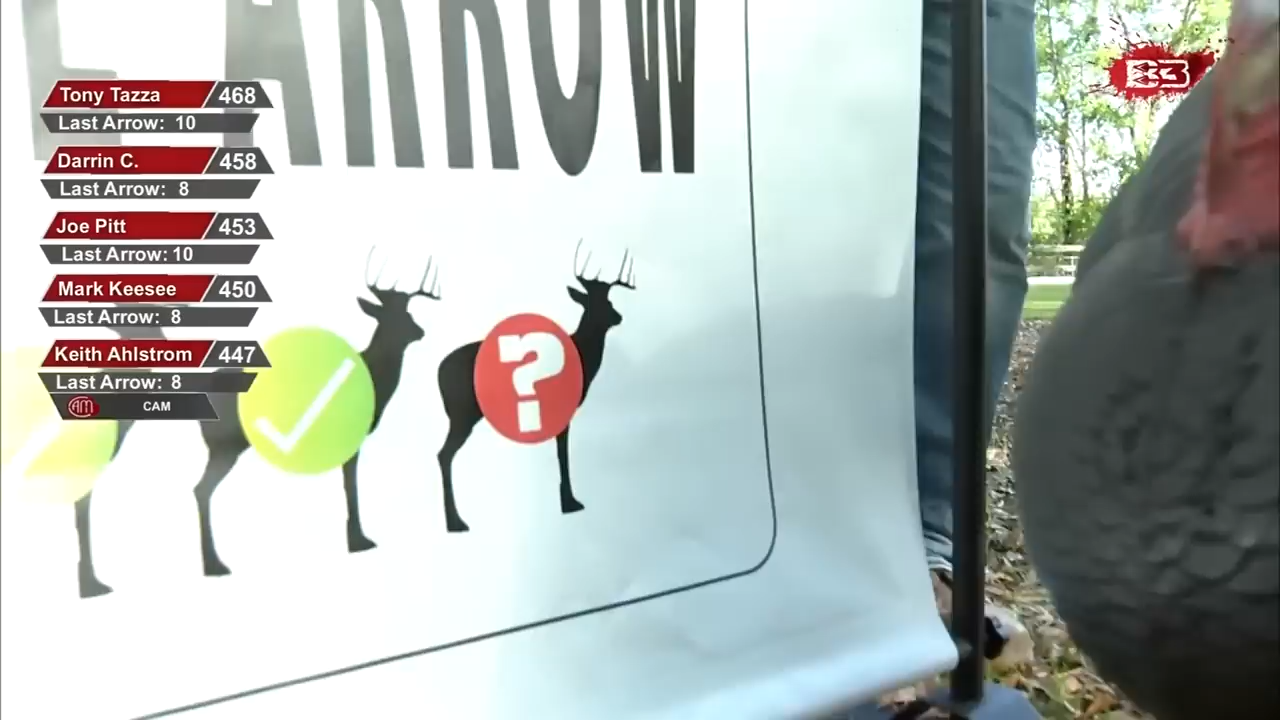 E ARROW
B3
Tony Tazza 468
Last Arrow: 10
Darrin C. 458
Last Arrow: 8
Joe Pitt 453
Last Arrow: 10
Mark Keesee 450
Last Arrow: 8
Keith Ahlstrom 447
Last Arrow: 8
AM CAM
?